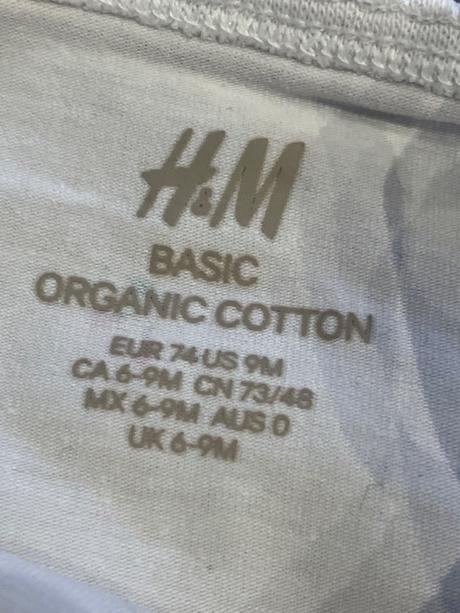 H&M
BASIC
ORGANIC COTTON
EUR 74 US 9M
CA 6-9M CN 73/48
MX 6-9M AUS 0
UK 6-9M